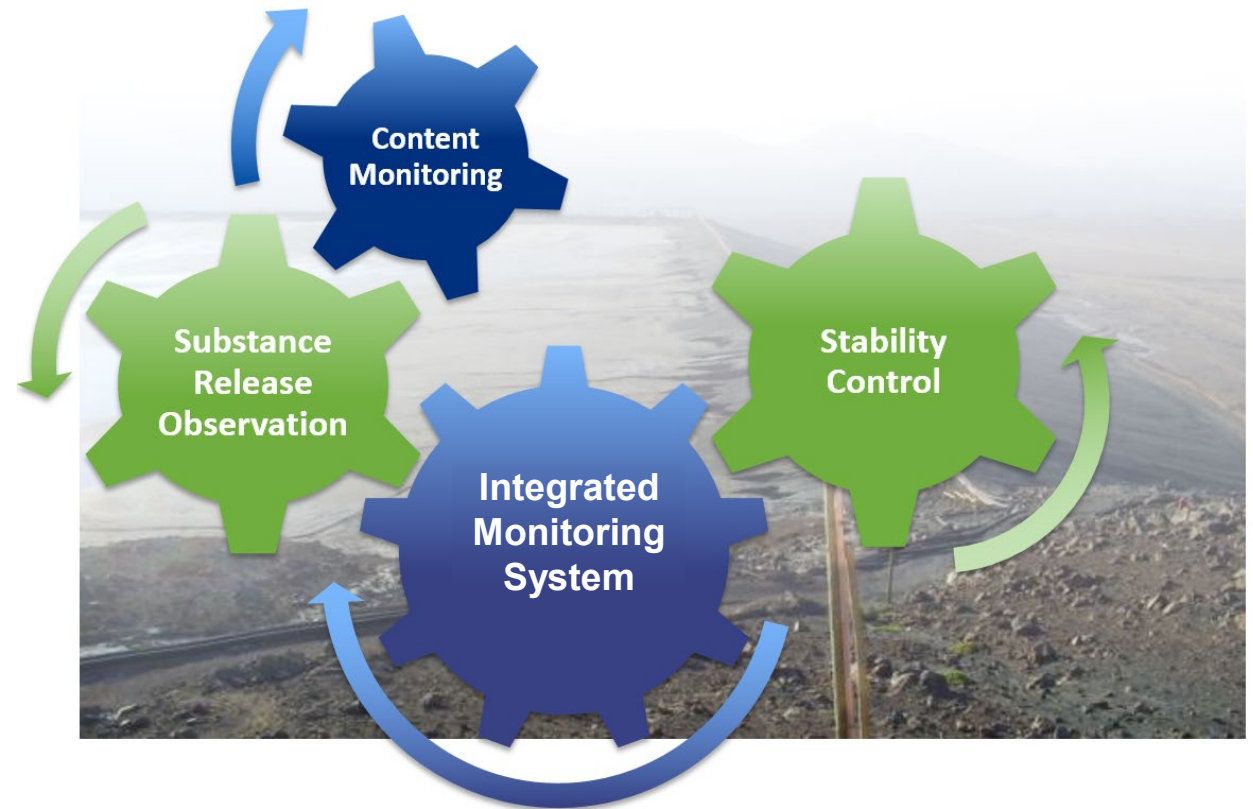 Content
Monitoring
Substance
Release
Observation
Stability
Control
Integrated
Monitoring
System